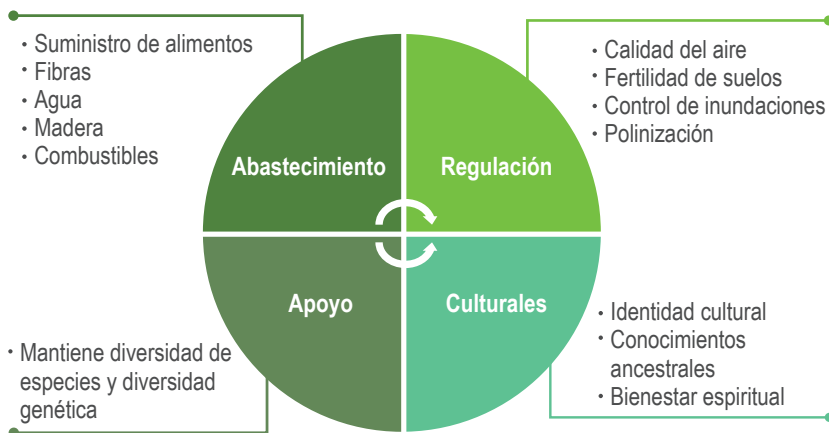 • Suministro de alimentos
• Fibras
• Agua
• Madera
• Combustibles
• Calidad del aire
• Fertilidad de suelos
• Control de inundaciones
• Polinización
Abastecimiento
Regulación
Apoyo
Culturales
• Mantiene diversidad de
especies y diversidad
genética
• Identidad cultural
• Conocimientos
ancestrales
• Bienestar espiritual